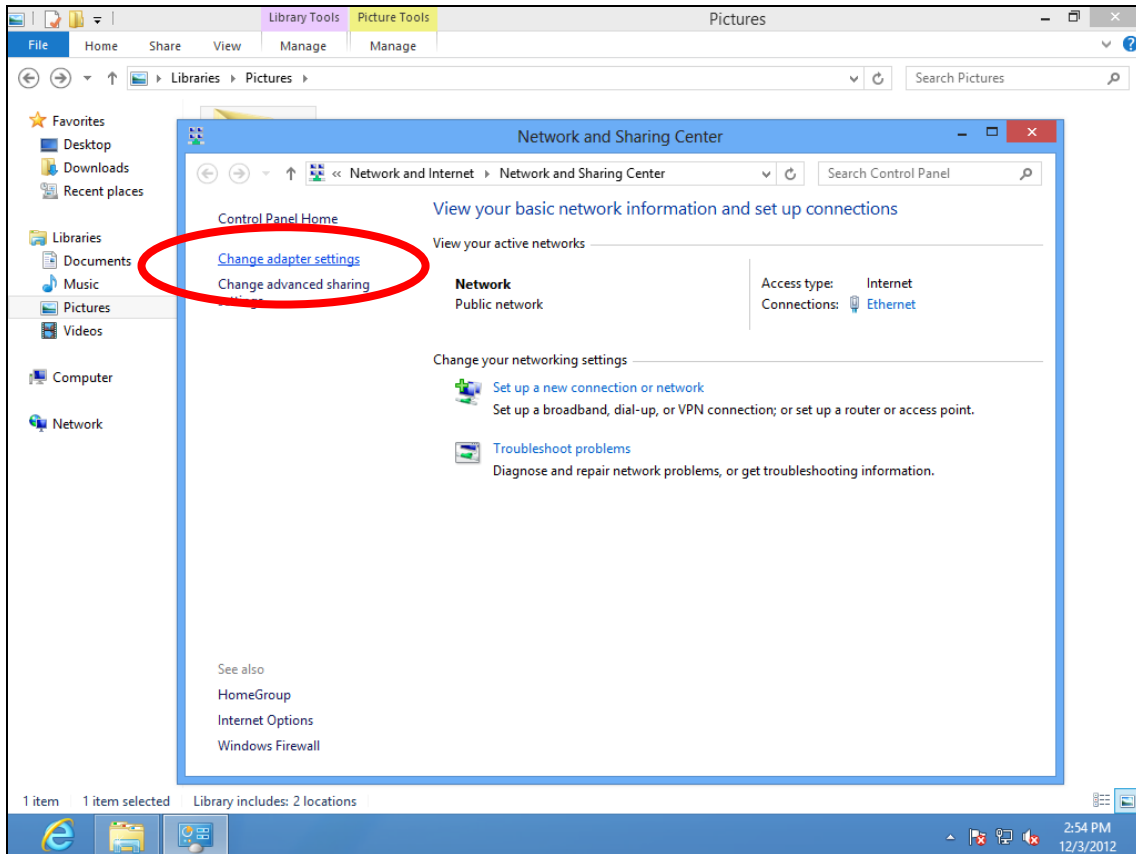 Library Tools Picture Tools Pictures
File Home Share View Manage Manage
Libraries Pictures Search Pictures
Favorites
Desktop
Downloads
Recent places
Libraries
Documents
Music
Pictures
Videos
Computer
Network
Network and Sharing Center
« Network and Internet Network and Sharing Center Search Control Panel
Control Panel Home
Change adapter settings
Change advanced sharing
View your basic network information and set up connections
View your active networks
Network
Public network
Access type: Internet
Connections: Ethernet
Change your networking settings
Set up a new connection or network
Set up a broadband, dial-up, or VPN connection; or set up a router or access point.
Troubleshoot problems
Diagnose and repair network problems, or get troubleshooting information.
See also
HomeGroup
Internet Options
Windows Firewall
1 item 1 item selected Library includes: 2 locations
2:54 PM
12/3/2012